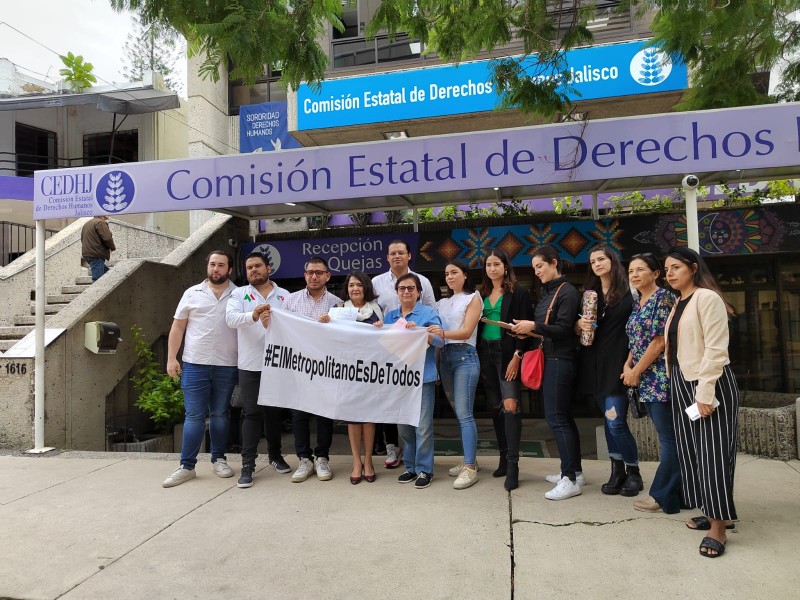 Comisión Estatal de Derechos Humanos Jalisco
SORORIDAD
DERECHOS
HUMANOS
CEDHJ
Comisión Estatal
de Derechos Humanos
Jalisco
Comisión Estatal de Derechos
Recepción
Quejas
1616
#ElMetropolitanoEsDeTodos